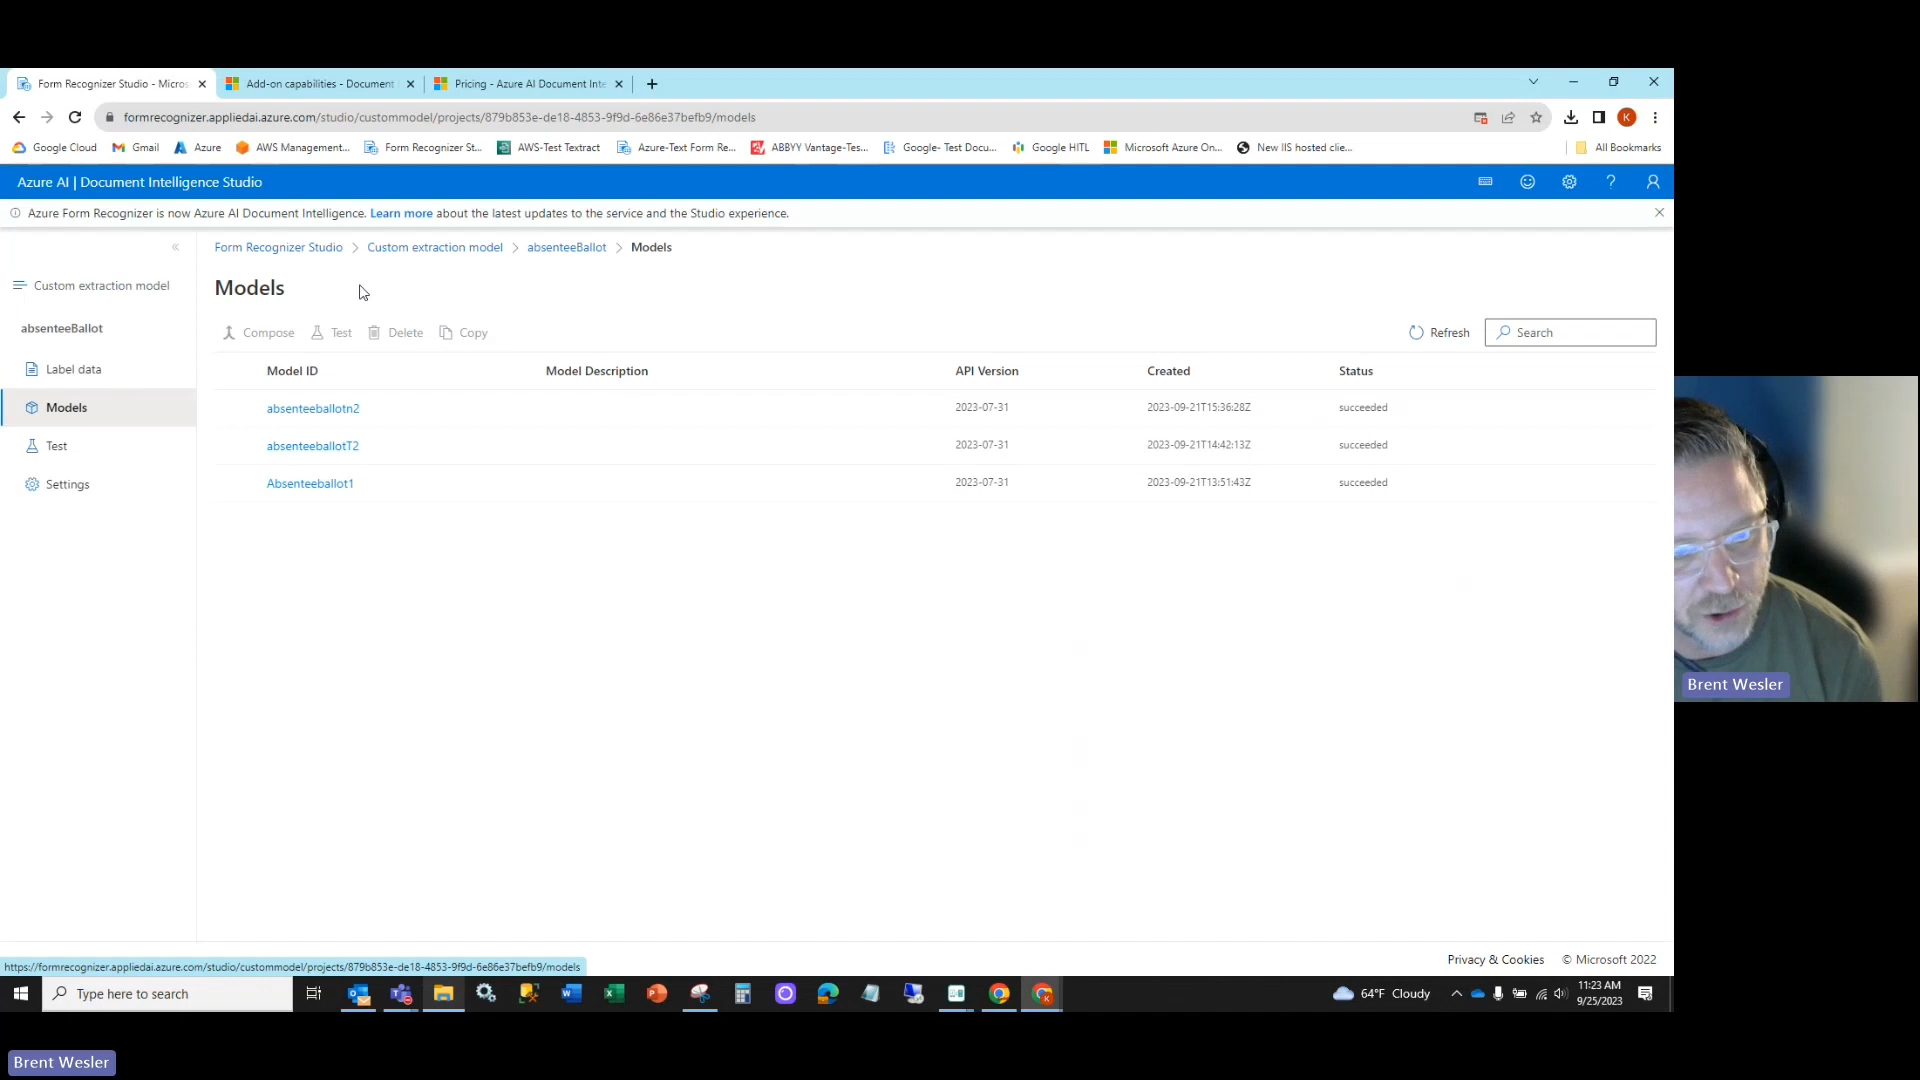 Form Recognizer Studio - Micros
Add-on capabilities - Document
Pricing - Azure AI Document Inte
formrecognizer.appliedai.azure.com/studio/custommodel/projects/879b853e-de18-4853-9f9d-6e86e37befb9/models
K
Google Cloud
Gmail
Azure
AWS Management...
Form Recognizer St...
AWS-Test Textract
Azure-Text Form Re...
ABBYY Vantage-Tes...
Google- Test Docu...
Google HITL
Microsoft Azure On...
New IIS hosted clie...
All Bookmarks
Azure AI | Document Intelligence Studio
Azure Form Recognizer is now Azure AI Document Intelligence. Learn more about the latest updates to the service and the Studio experience.
Form Recognizer Studio > Custom extraction model > absenteeBallot > Models
Custom extraction model
Models
absenteeBallot
Compose Test Delete Copy Refresh Search
Label data
Models
Test
Settings
Model ID Model Description API Version Created Status
absenteeballotn2 2023-07-31 2023-09-21T15:36:28Z succeeded
absenteeballotT2 2023-07-31 2023-09-21T14:42:13Z succeeded
Absenteeballot1 2023-07-31 2023-09-21T13:51:43Z succeeded
Brent Wesler
Privacy & Cookies © Microsoft 2022
https://formrecognizer.appliedai.azure.com/studio/custommodel/projects/879b853e-de18-4853-9f9d-6e86e37befb9/models
Type here to search
64°F Cloudy
11:23 AM
9/25/2023
Brent Wesler